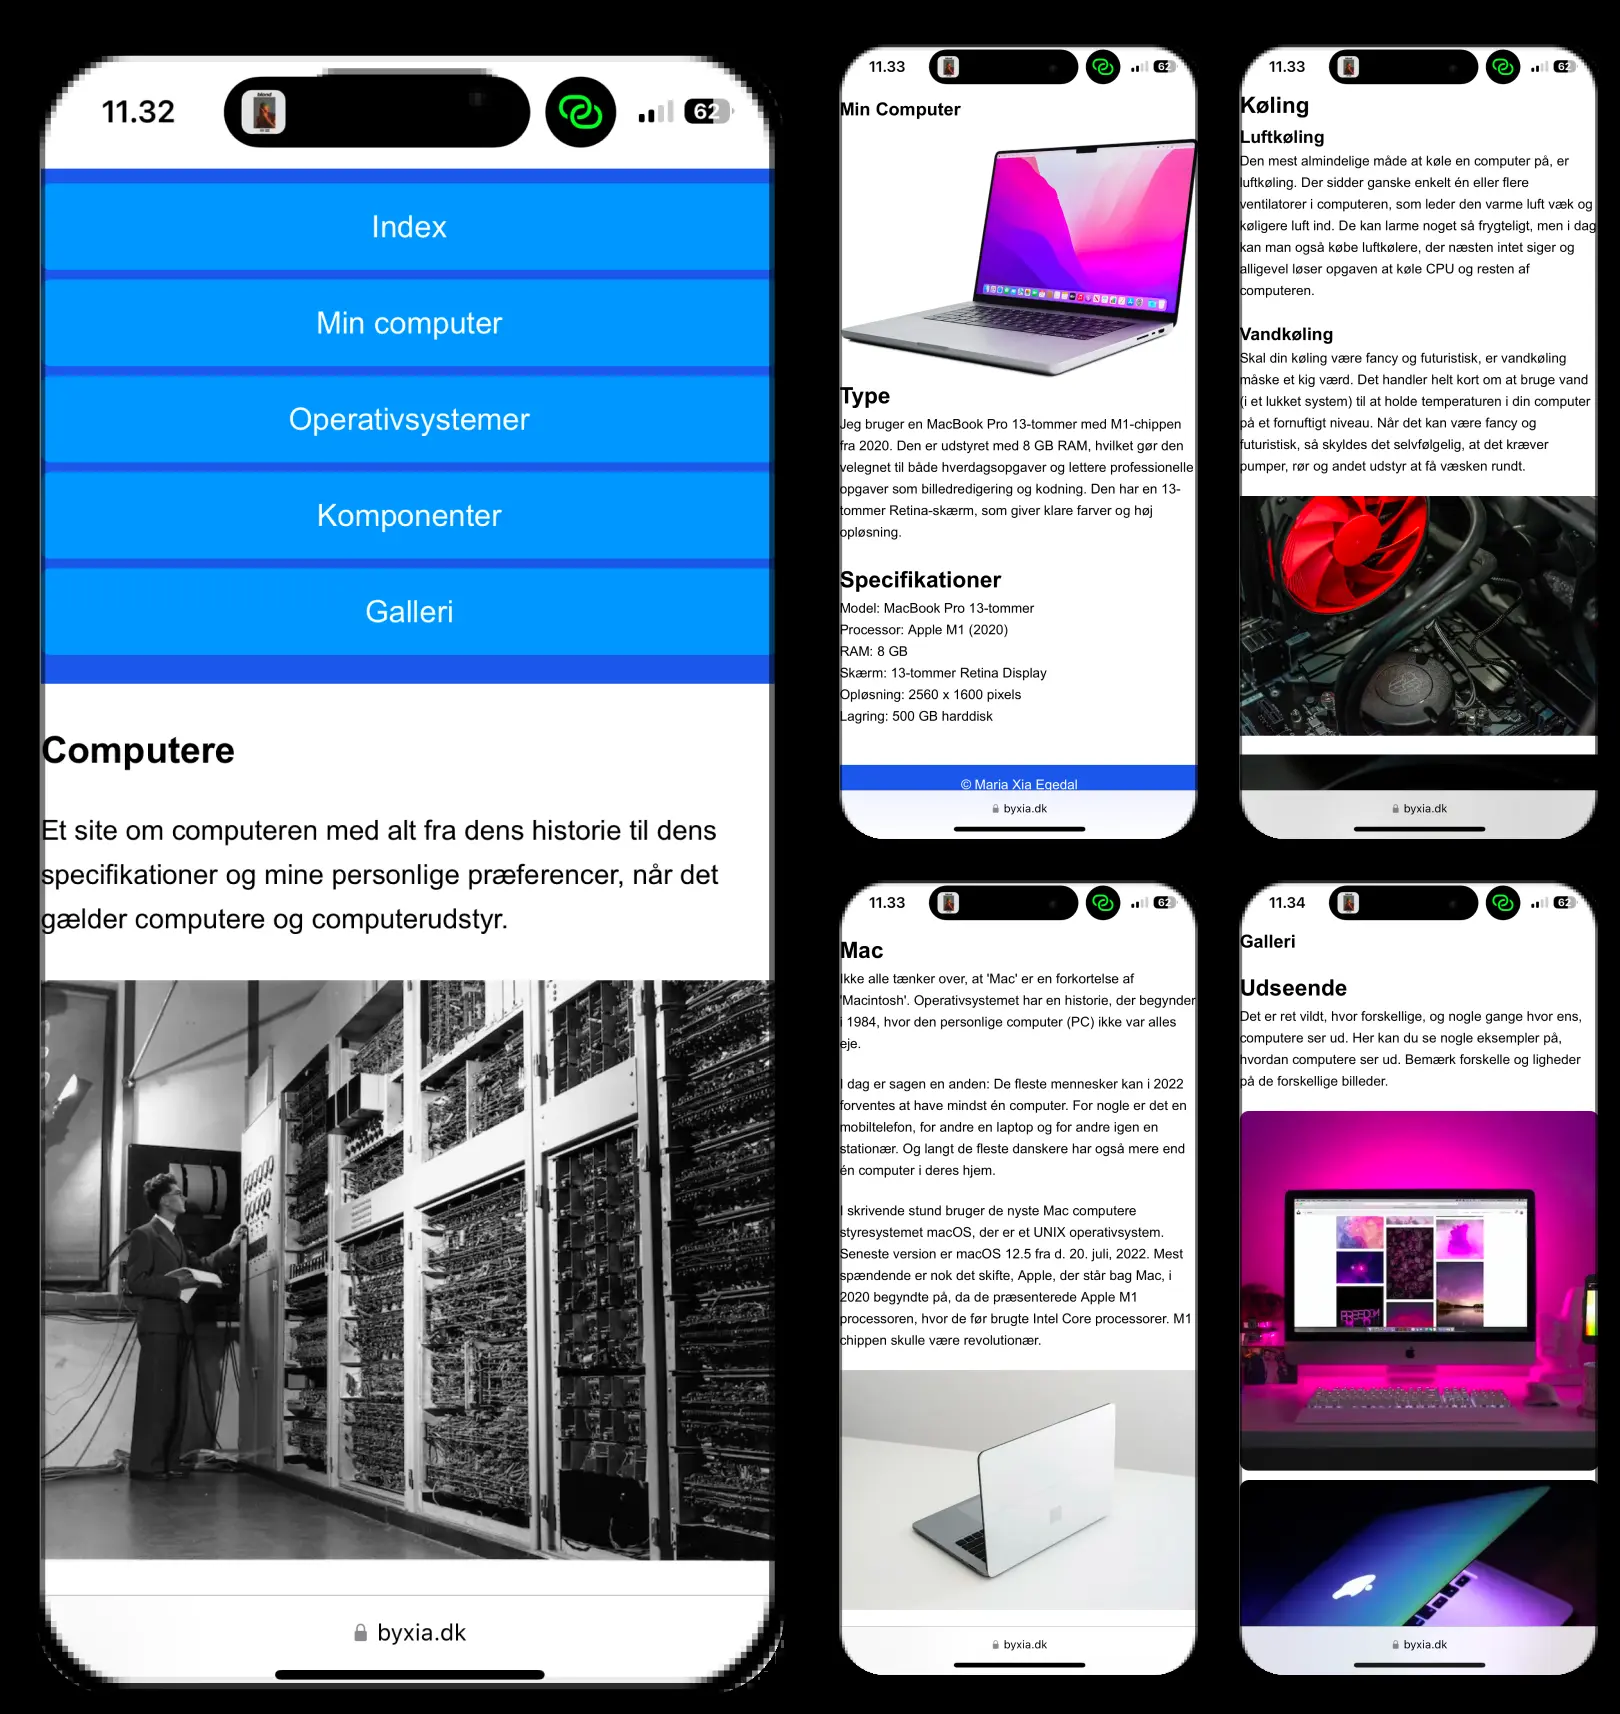 11.32
62
Index
Min computer
Operativsystemer
Komponenter
Galleri
Computere
Et site om computeren med alt fra dens historie til dens
specifikationer og mine personlige præferencer, når det
gælder computere og computerudstyr.
byxia.dk
11.33
62
Min Computer
Type
Jeg bruger en MacBook Pro 13-tommer med M1-chippen
fra 2020. Den er udstyret med 8 GB RAM, hvilket gør den
velegnet til både hverdagsopgaver og lettere professionelle
opgaver som billedredigering og kodning. Den har en 13-
tommer Retina-skærm, som giver klare farver og høj
opløsning.
Specifikationer
Model: MacBook Pro 13-tommer
Processor: Apple M1 (2020)
RAM: 8 GB
Skærm: 13-tommer Retina Display
Opløsning: 2560 x 1600 pixels
Lagring: 500 GB harddisk
© Maria Xia Egedal
byxia.dk
11.33
62
Køling
Luftkøling
Den mest almindelige måde at køle en computer på, er
luftkøling. Der sidder ganske enkelt én eller flere
ventilatorer i computeren, som leder den varme luft væk og
køligere luft ind. De kan larme noget så frygteligt, men i dag
kan man også købe luftkølere, der næsten intet siger og
alligevel løser opgaven at køle CPU og resten af
computeren.
Vandkøling
Skal din køling være fancy og futuristisk, er vandkøling
måske et kig værd. Det handler helt kort om at bruge vand
(i et lukket system) til at holde temperaturen i din computer
på et fornuftigt niveau. Når det kan være fancy og
futuristisk, så skyldes det selvfølgelig, at det kræver
pumper, rør og andet udstyr at få væsken rundt.
byxia.dk
11.33
62
Mac
Ikke alle tænker over, at 'Mac' er en forkortelse af
'Macintosh'. Operativsystemet har en historie, der begynder
i 1984, hvor den personlige computer (PC) ikke var alles
eje.
I dag er sagen en anden: De fleste mennesker kan i 2022
forventes at have mindst én computer. For nogle er det en
mobiltelefon, for andre en laptop og for andre igen en
stationær. Og langt de fleste danskere har også mere end
én computer i deres hjem.
I skrivende stund bruger de nyste Mac computere
styresystemet macOS, der er et UNIX operativsystem.
Seneste version er macOS 12.5 fra d. 20. juli, 2022. Mest
spændende er nok det skifte, Apple, der står bag Mac, i
2020 begyndte på, da de præsenterede Apple M1
processoren, hvor de før brugte Intel Core processorer. M1
chippen skulle være revolutionær.
byxia.dk
11.34
62
Galleri
Udseende
Det er ret vildt, hvor forskellige, og nogle gange hvor ens,
computere ser ud. Her kan du se nogle eksempler på,
hvordan computere ser ud. Bemærk forskelle og ligheder
på de forskellige billeder.
FREEDOM
byxia.dk